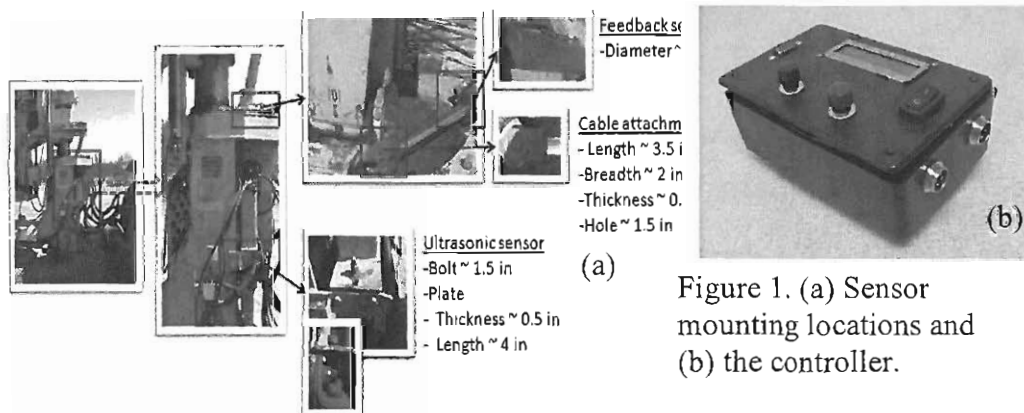 Feedback se
-Diameter~
Cable attachm
- Length ~ 3.5 i
-Breadth ~ 2 in
-Thickness ~ 0.
-Hole ~ 1.5 in
Ultrasonic sensor
-Bolt ~ 1.5 in
-Plate
- Thickness ~ 0.5 in
- Length ~ 4 in
(a)
(b)
Figure 1. (a) Sensor
mounting locations and
(b) the controller.